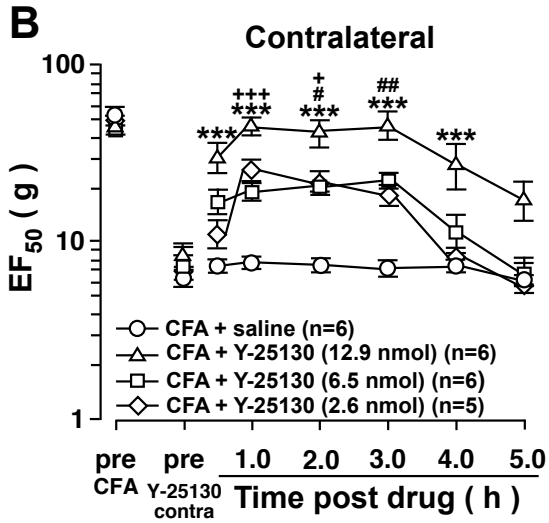 B
Contralateral
EF50 ( g )
100
10
1
+++
***
***
+
#
***
##
***
***
CFA + saline (n=6)
CFA + Y-25130 (12.9 nmol) (n=6)
CFA + Y-25130 (6.5 nmol) (n=6)
CFA + Y-25130 (2.6 nmol) (n=5)
pre
CFA
pre
Y-25130
contra
1.0 2.0 3.0 4.0 5.0
Time post drug ( h )